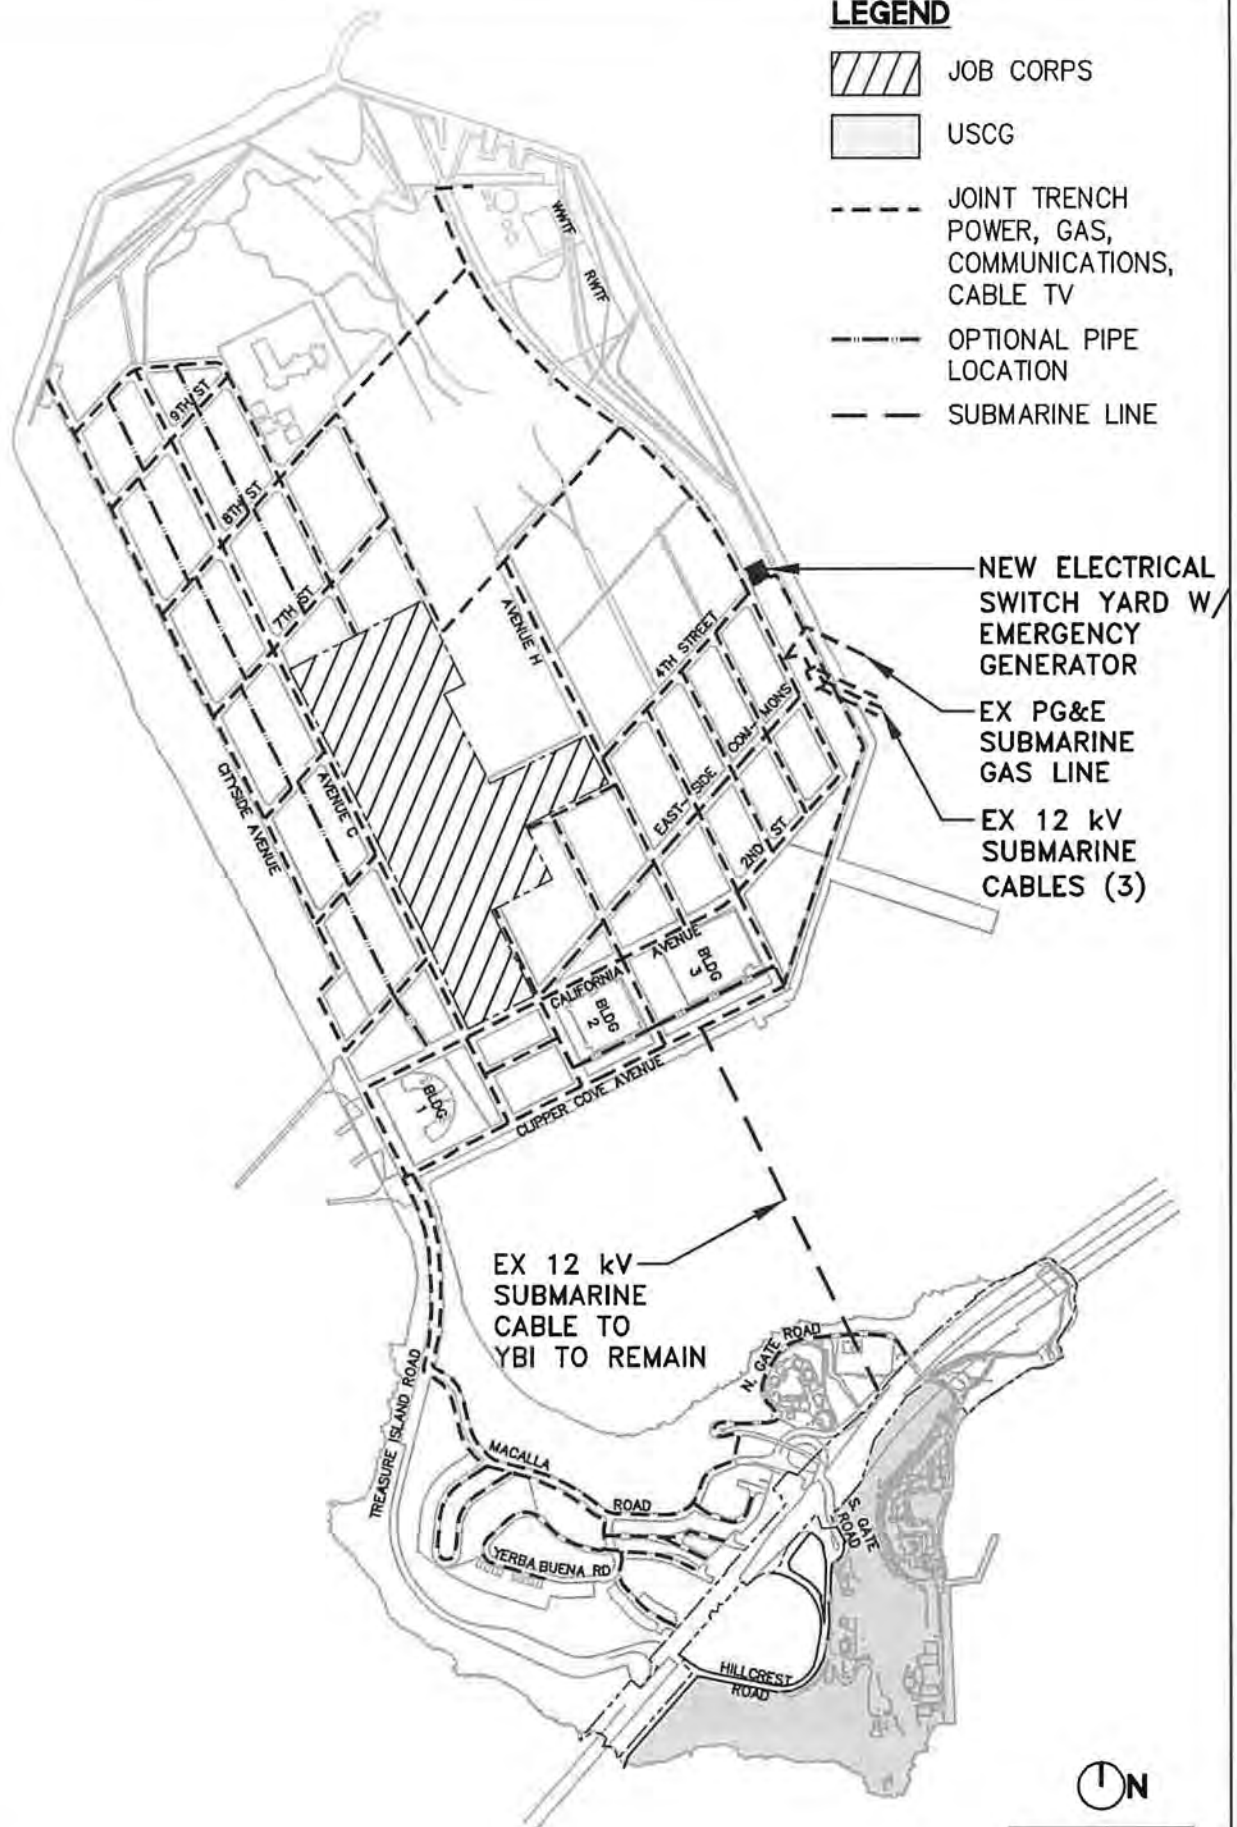 LEGEND
JOB CORPS
USCG
JOINT TRENCH
POWER, GAS,
COMMUNICATIONS,
CABLE TV
OPTIONAL PIPE
LOCATION
SUBMARINE LINE
WWTF
RWTF
9TH ST
8TH ST
7TH ST
AVENUE H
4TH STREET
NEW ELECTRICAL
SWITCH YARD W/
EMERGENCY
GENERATOR
EX PG&E
SUBMARINE
GAS LINE
EX 12 kV
SUBMARINE
CABLES (3)
CITYSIDE AVENUE
AVENUE C
EAST- SIDE COM- MONS
2ND ST
CALIFORNIA AVENUE
BLDG
3
BLDG
2
BLDG
1
CLIPPER COVE AVENUE
EX 12 kV
SUBMARINE
CABLE TO
YBI TO REMAIN
N. GATE ROAD
TREASURE ISLAND ROAD
MACALLA ROAD
S. GATE
ROAD
YERBA BUENA RD
HILLCREST
ROAD
N